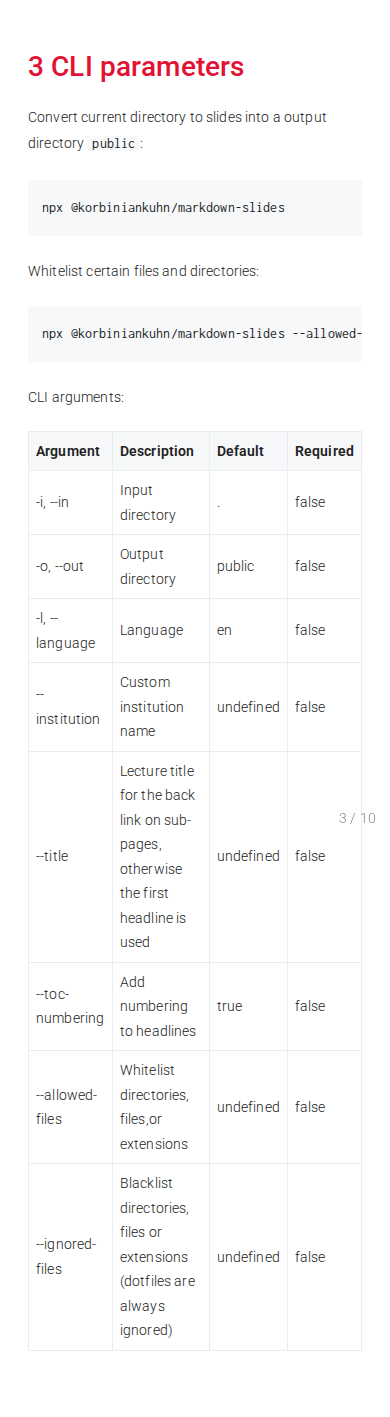 3 CLI parameters
Convert current directory to slides into a output
directory public :
npx @korbiniankuhn/markdown-slides
Whitelist certain files and directories:
npx @korbiniankuhn/markdown-slides --allowed-
CLI arguments:
Argument Description Default Required
-i, --in Input . false
directory
-o, --out Output public false
directory
-l, -- Language en false
language
-- Custom undefined false
institution institution
name
Lecture title
for the back
link on sub-
3 / 10
pages,
--title otherwise undefined false
the first
headline is
used
--toc- Add true false
numbering numbering
to headlines
--allowed- Whitelist undefined false
files directories,
files,or
extensions
Blacklist
directories,
files or
--ignored- extensions undefined false
files (dotfiles are
always
ignored)